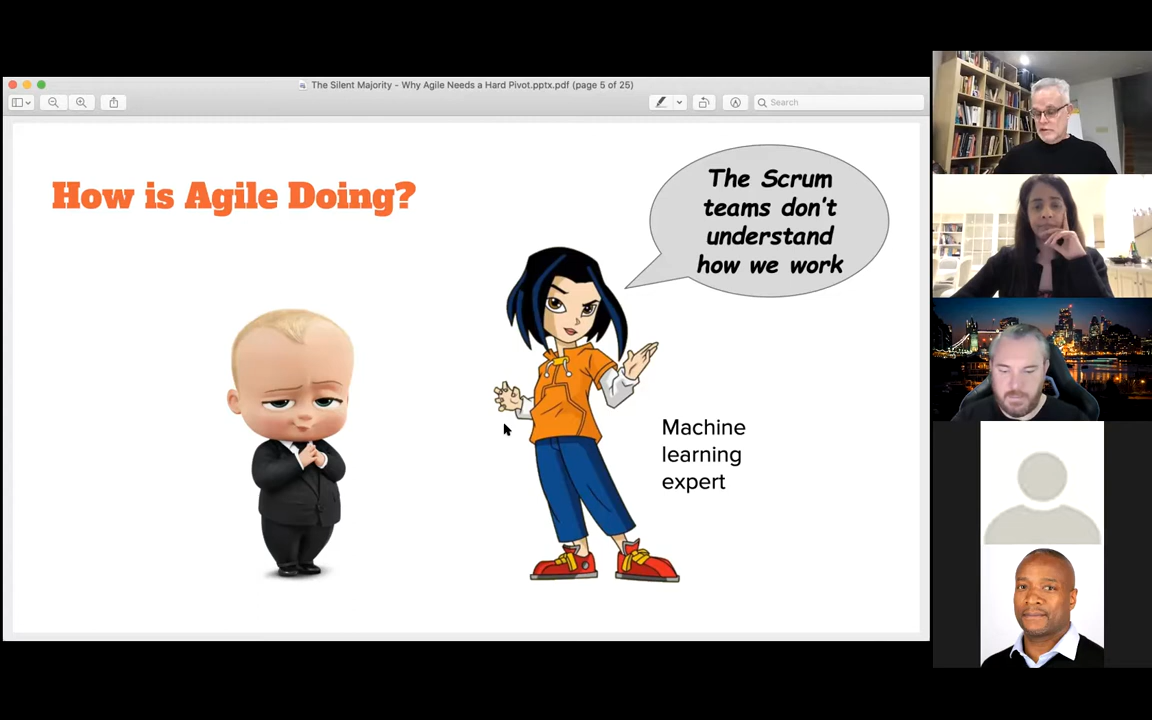 The Silent Majority - Why Agile Needs a Hard Pivot.pptx.pdf (page 5 of 25)
Search
How is Agile Doing?
The Scrum
teams don't
understand
how we work
Machine
learning
expert